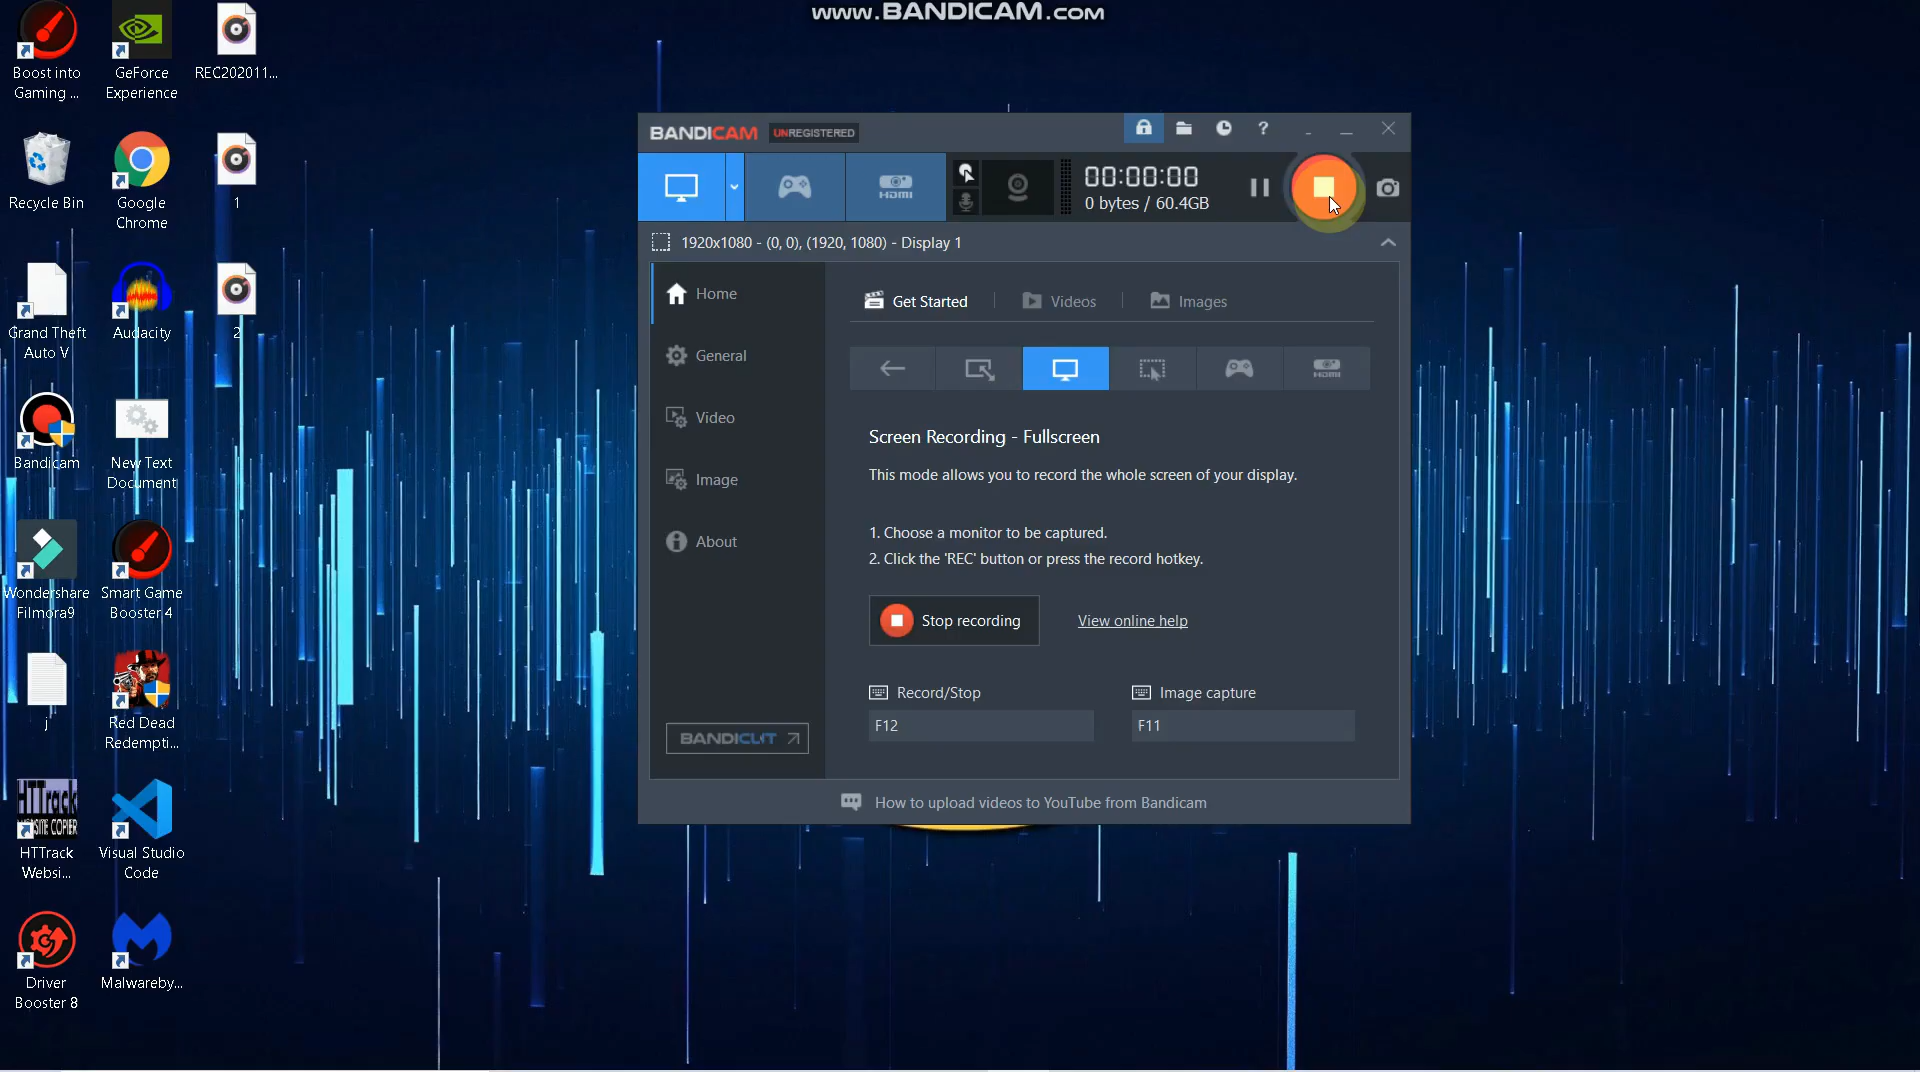 www.BANDICAM.com
Boost into
Gaming ...
GeForce
Experience
REC202011...
Recycle Bin
Google
Chrome
1
Grand Theft
Auto V
Audacity
2
Bandicam
New Text
Document
Wondershare
Filmora9
Smart Game
Booster 4
j
Red Dead
Redempti...
HTTrack
WEBSITE COPIER
HTTrack
Websi...
Visual Studio
Code
Driver
Booster 8
Malwareby...
BANDICAM UNREGISTERED
HDMI
00:00:00
0 bytes / 60.4GB
1920x1080 - (0, 0), (1920, 1080) - Display 1
Home
General
Video
Image
About
BANDICUT
Get Started
Videos
Images
HDMI
Screen Recording - Fullscreen
This mode allows you to record the whole screen of your display.
1. Choose a monitor to be captured.
2. Click the 'REC' button or press the record hotkey.
Stop recording
View online help
Record/Stop
Image capture
F12
F11
How to upload videos to YouTube from Bandicam